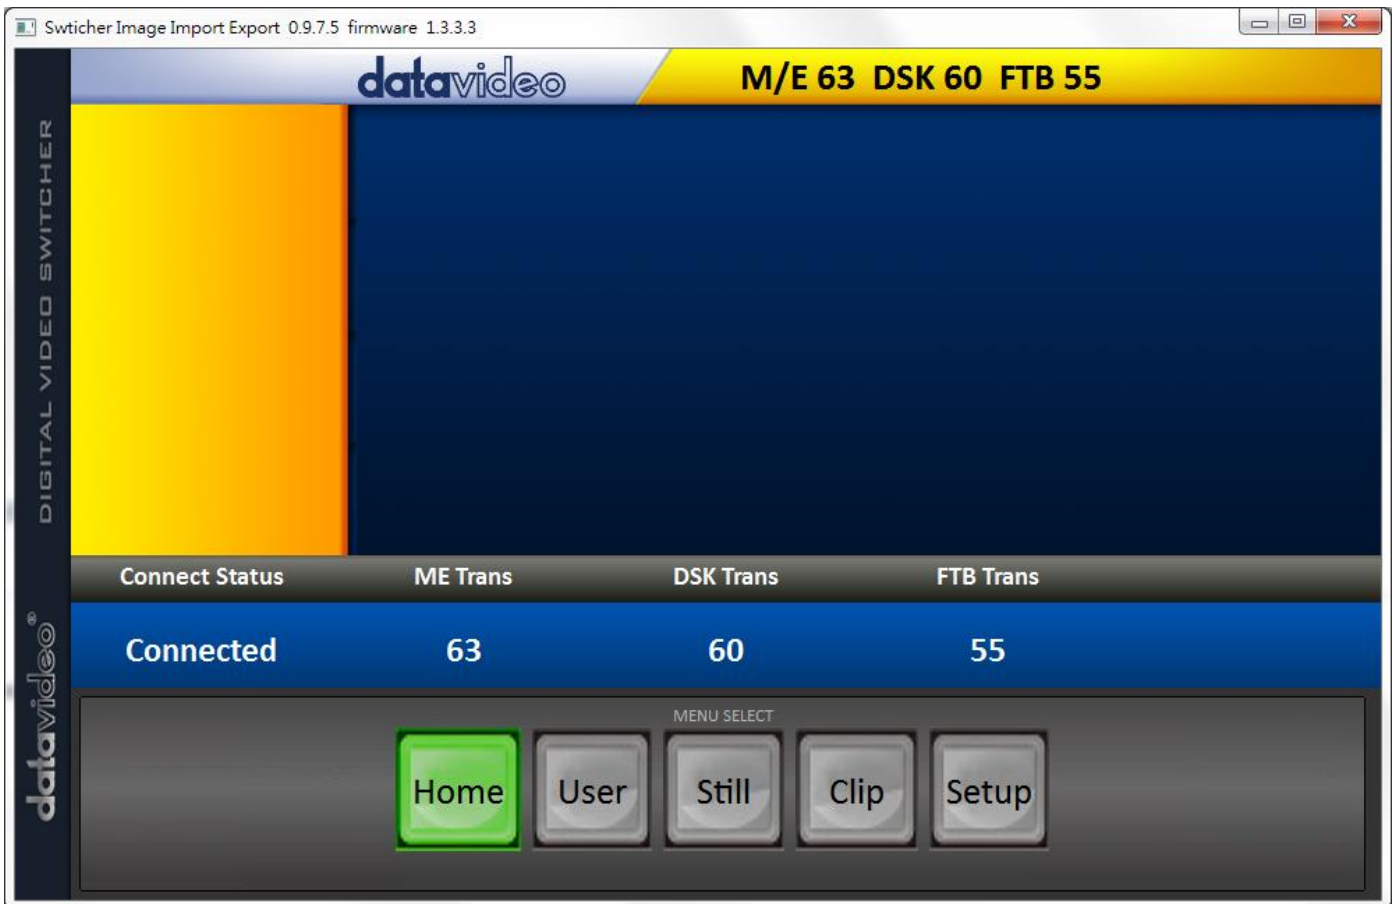 Swticher Image Import Export 0.9.7.5 firmware 1.3.3.3
datavideo
M/E 63 DSK 60 FTB 55
DIGITAL VIDEO SWITCHER
datavideo®
Connect Status ME Trans DSK Trans FTB Trans
Connected 63 60 55
MENU SELECT
Home User Still Clip Setup